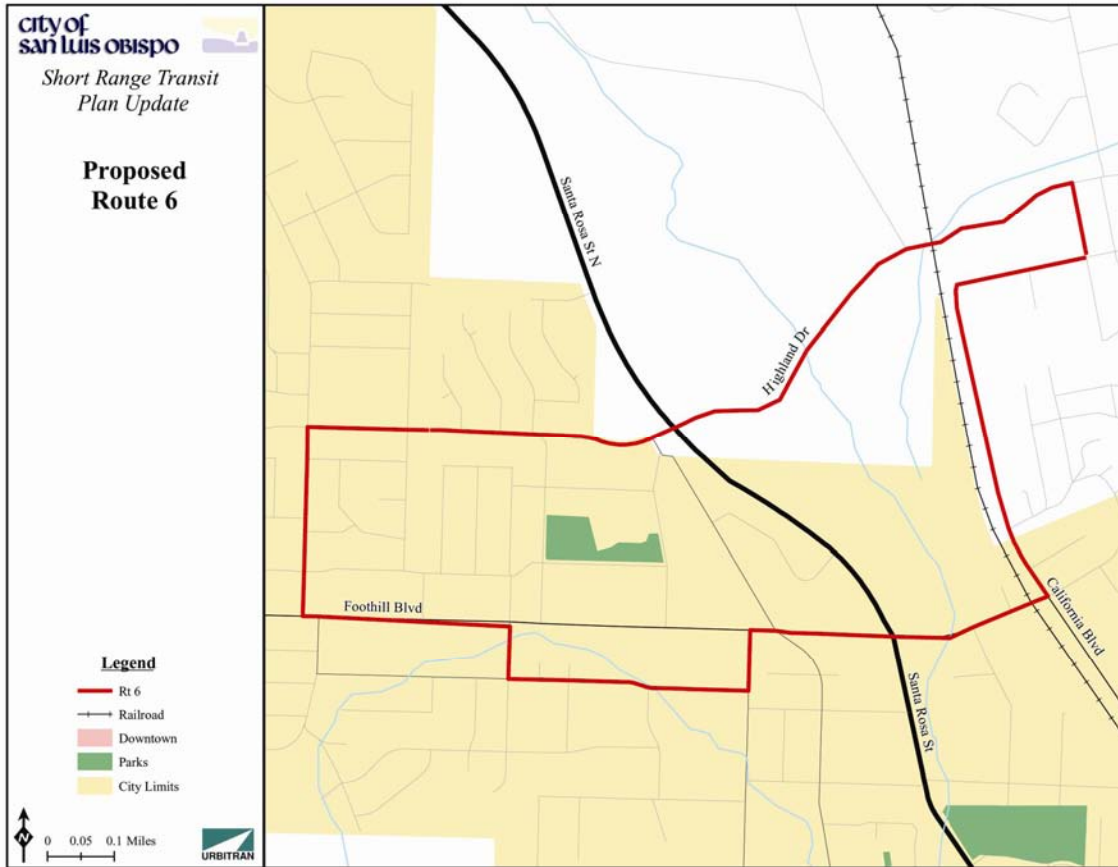 city of
san luis obispo
Short Range Transit
Plan Update
Proposed
Route 6
Santa Rosa St N
Highland Dr
Foothill Blvd
California Blvd
Santa Rosa St
Legend
Rt 6
Railroad
Downtown
Parks
City Limits
N
0 0.05 0.1 Miles
URBITRAN